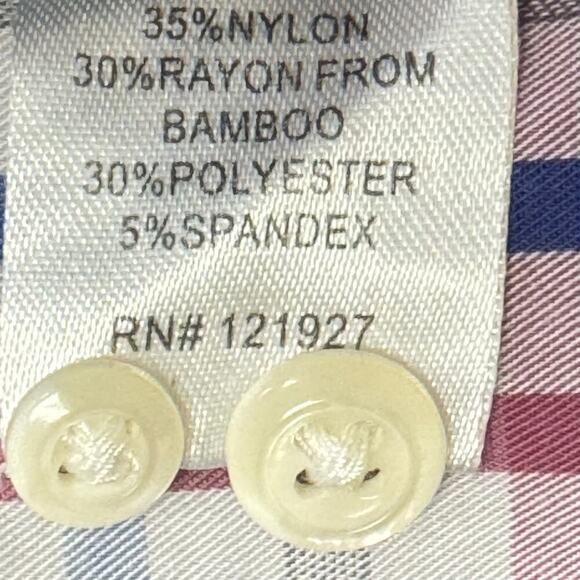 35%NYLON
30%RAYON FROM
BAMBOO
30%POLYESTER
5%SPANDEX
RN# 121927